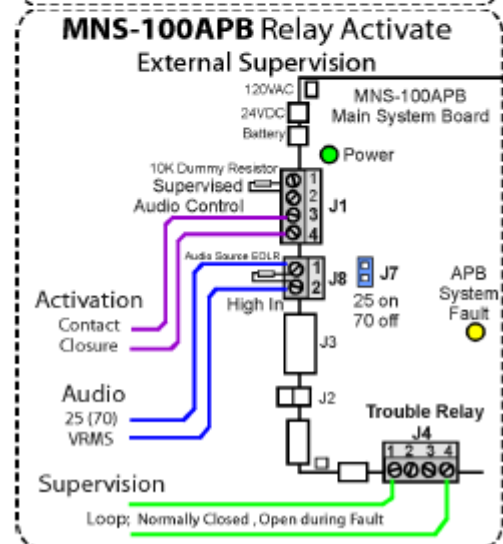 MNS-100APB Relay Activate
External Supervision
120VAC
24VDC
Battery
MNS-100APB
Main System Board
Power
10K Dummy Resistor
Supervised
Audio Control
1
2
3
4
J1
Audio Source EOLR
1
2
J8
J7
High In
25 on
70 off
APB
System
Fault
Activation
Contact
Closure
J3
J2
Audio
25 (70)
VRMS
Trouble Relay
J4
1 2 3 4
Supervision
Loop; Normally Closed , Open during Fault